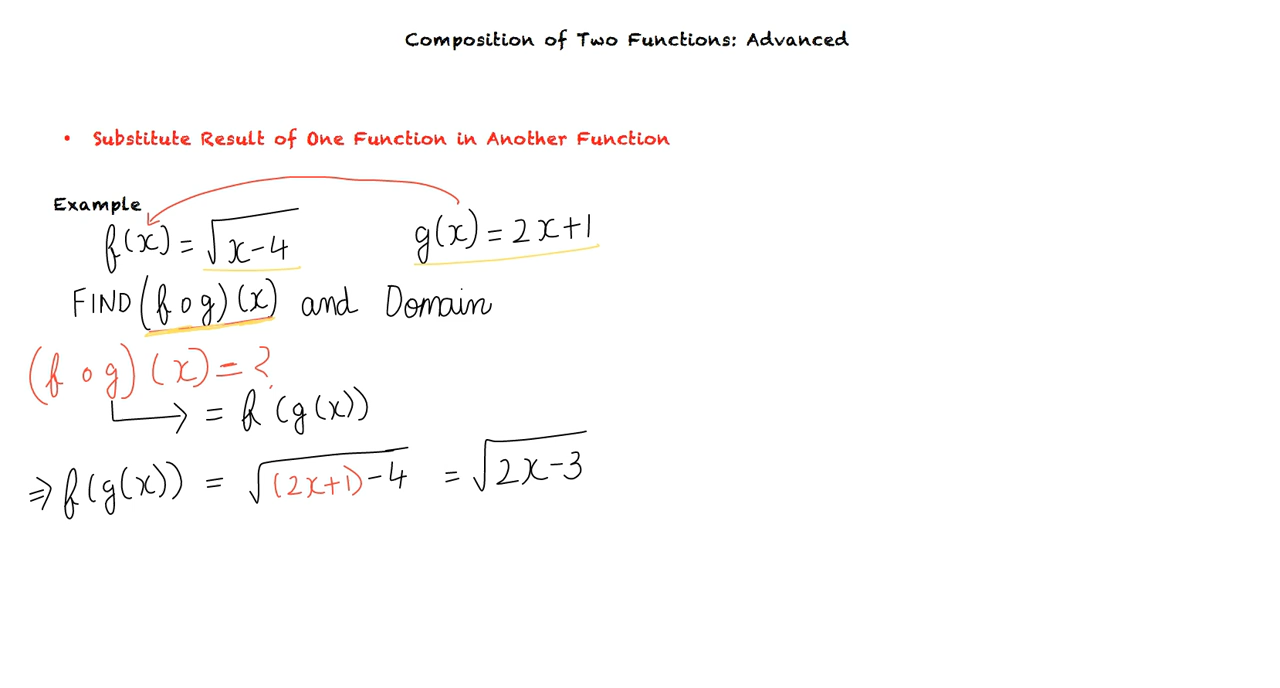 Composition of Two Functions: Advanced
• Substitute Result of One Function in Another Function
Example
f(x) = √(x-4) g(x) = 2x+1
FIND (f o g)(x) and Domain
(f o g)(x) = ?
= f(g(x))
⇒ f(g(x)) = √((2x+1)-4) = √(2x-3)